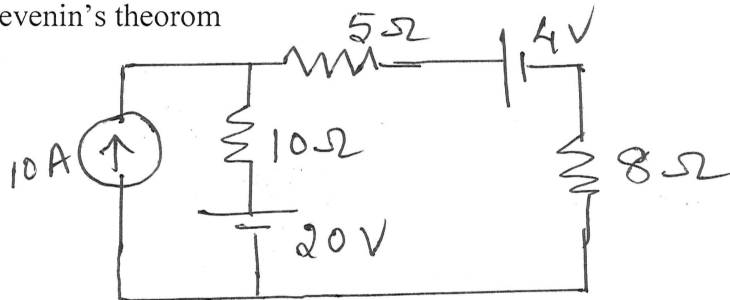 evenin's theorom
5Ω
4V
10A
10Ω
8Ω
20V